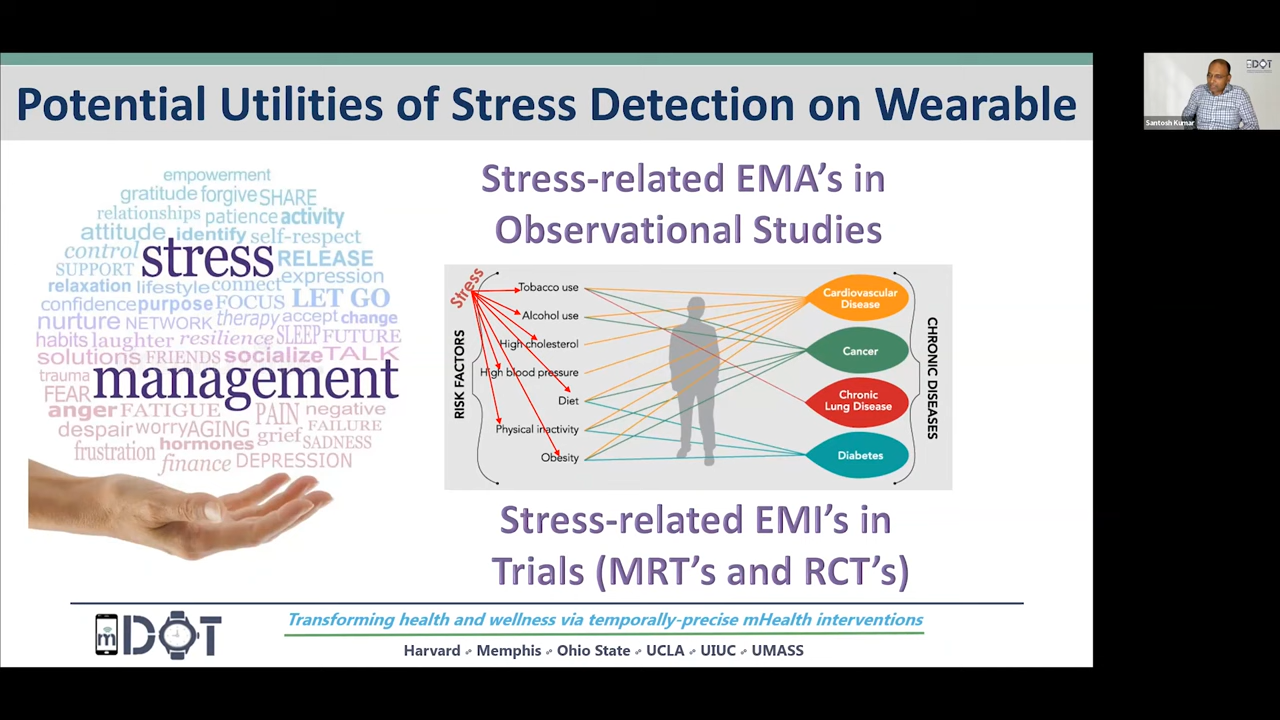 Potential Utilities of Stress Detection on Wearable
mDOT
Santosh Kumar
empowerment
gratitude forgive SHARE
relationships patience activity
attitude identify self-respect
control stress RELEASE
SUPPORT expression
relaxation lifestyle connect LET GO
confidence purpose FOCUS
nurture NETWORK therapy accept change
habits laughter resilience SLEEP FUTURE
solutions FRIENDS socialize TALK
trauma management
FEAR
anger FATIGUE PAIN negative
despair worry AGING grief FAILURE
frustration hormones SADNESS
finance DEPRESSION
Stress-related EMA's in
Observational Studies
RISK FACTORS
Stress
Tobacco use
Alcohol use
High cholesterol
High blood pressure
Diet
Physical inactivity
Obesity
Cardiovascular
Disease
Cancer
Chronic
Lung Disease
Diabetes
CHRONIC DISEASES
Stress-related EMI's in
Trials (MRT's and RCT's)
mDOT
Transforming health and wellness via temporally-precise mHealth interventions
Harvard Memphis Ohio State UCLA UIUC UMASS